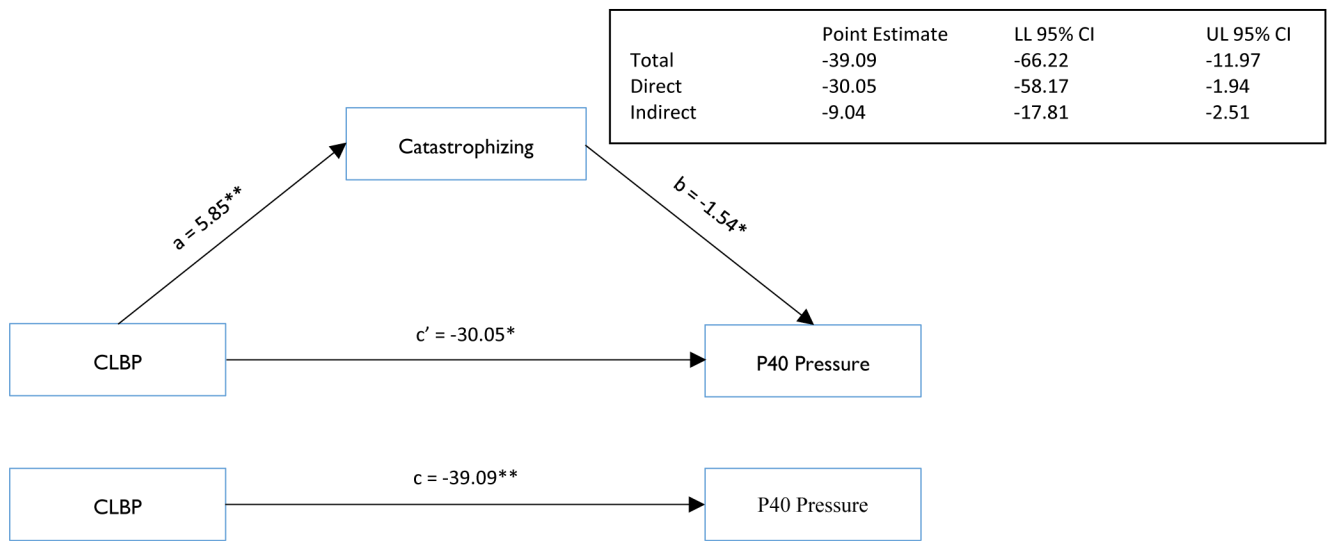 Point Estimate LL 95% CI UL 95% CI
Total -39.09 -66.22 -11.97
Direct -30.05 -58.17 -1.94
Indirect -9.04 -17.81 -2.51
Catastrophizing
a = 5.85**
b = -1.54*
c’ = -30.05*
CLBP
P40 Pressure
c = -39.09**
CLBP
P40 Pressure